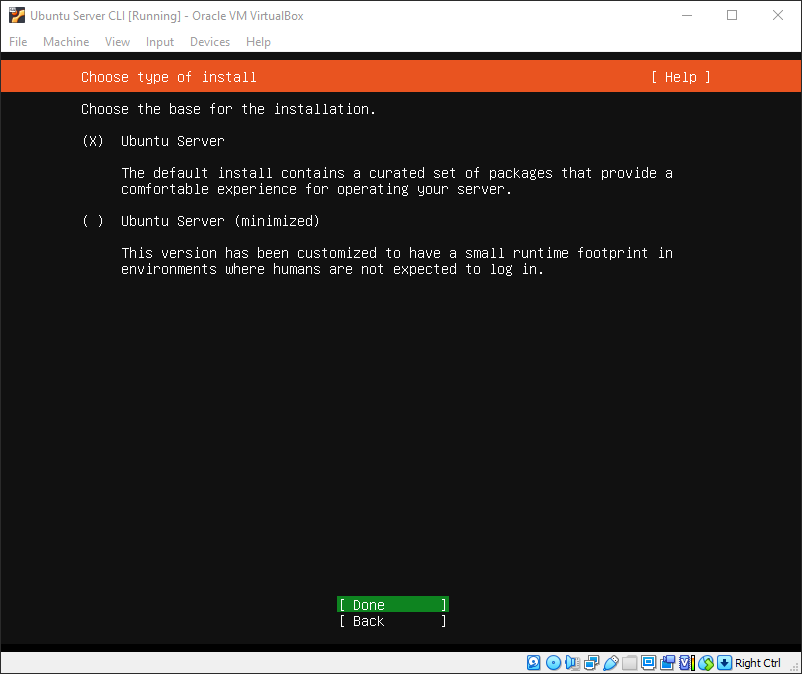 Ubuntu Server CLI [Running] - Oracle VM VirtualBox
File Machine View Input Devices Help
Choose type of install [ Help ]
Choose the base for the installation.
(X) Ubuntu Server
The default install contains a curated set of packages that provide a
comfortable experience for operating your server.
( ) Ubuntu Server (minimized)
This version has been customized to have a small runtime footprint in
environments where humans are not expected to log in.
[ Done ]
[ Back ]
Right Ctrl